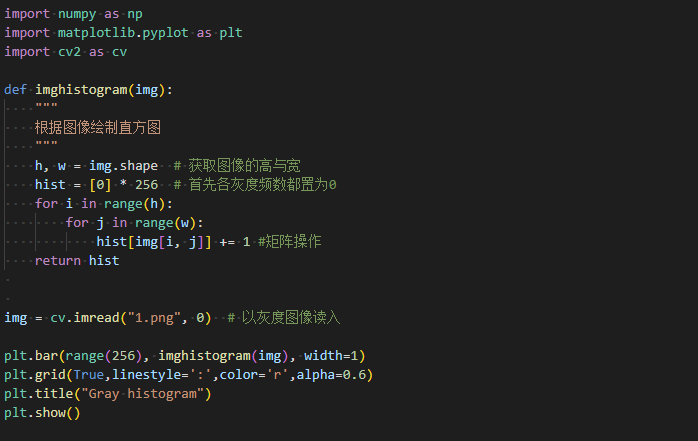 import numpy as np
import matplotlib.pyplot as plt
import cv2 as cv
def imghistogram(img):
    """
    根据图像绘制直方图
    """
    h, w = img.shape  # 获取图像的高与宽
    hist = [0] * 256  # 首先各灰度频数都置为0
    for i in range(h):
        for j in range(w):
            hist[img[i, j]] += 1 #矩阵操作
    return hist
img = cv.imread("1.png", 0)  # 以灰度图像读入
plt.bar(range(256), imghistogram(img), width=1)
plt.grid(True,linestyle=':',color='r',alpha=0.6)
plt.title("Gray histogram")
plt.show()